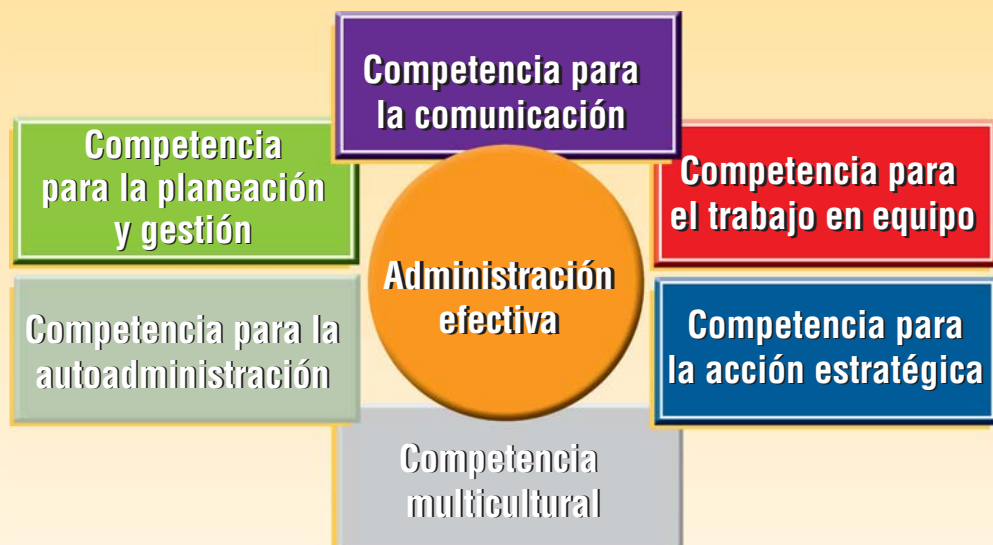 Competencia para
la comunicación
Competencia
para la planeación
y gestión
Competencia para
el trabajo en equipo
Administración
efectiva
Competencia para la
autoadministración
Competencia para
la acción estratégica
Competencia
multicultural